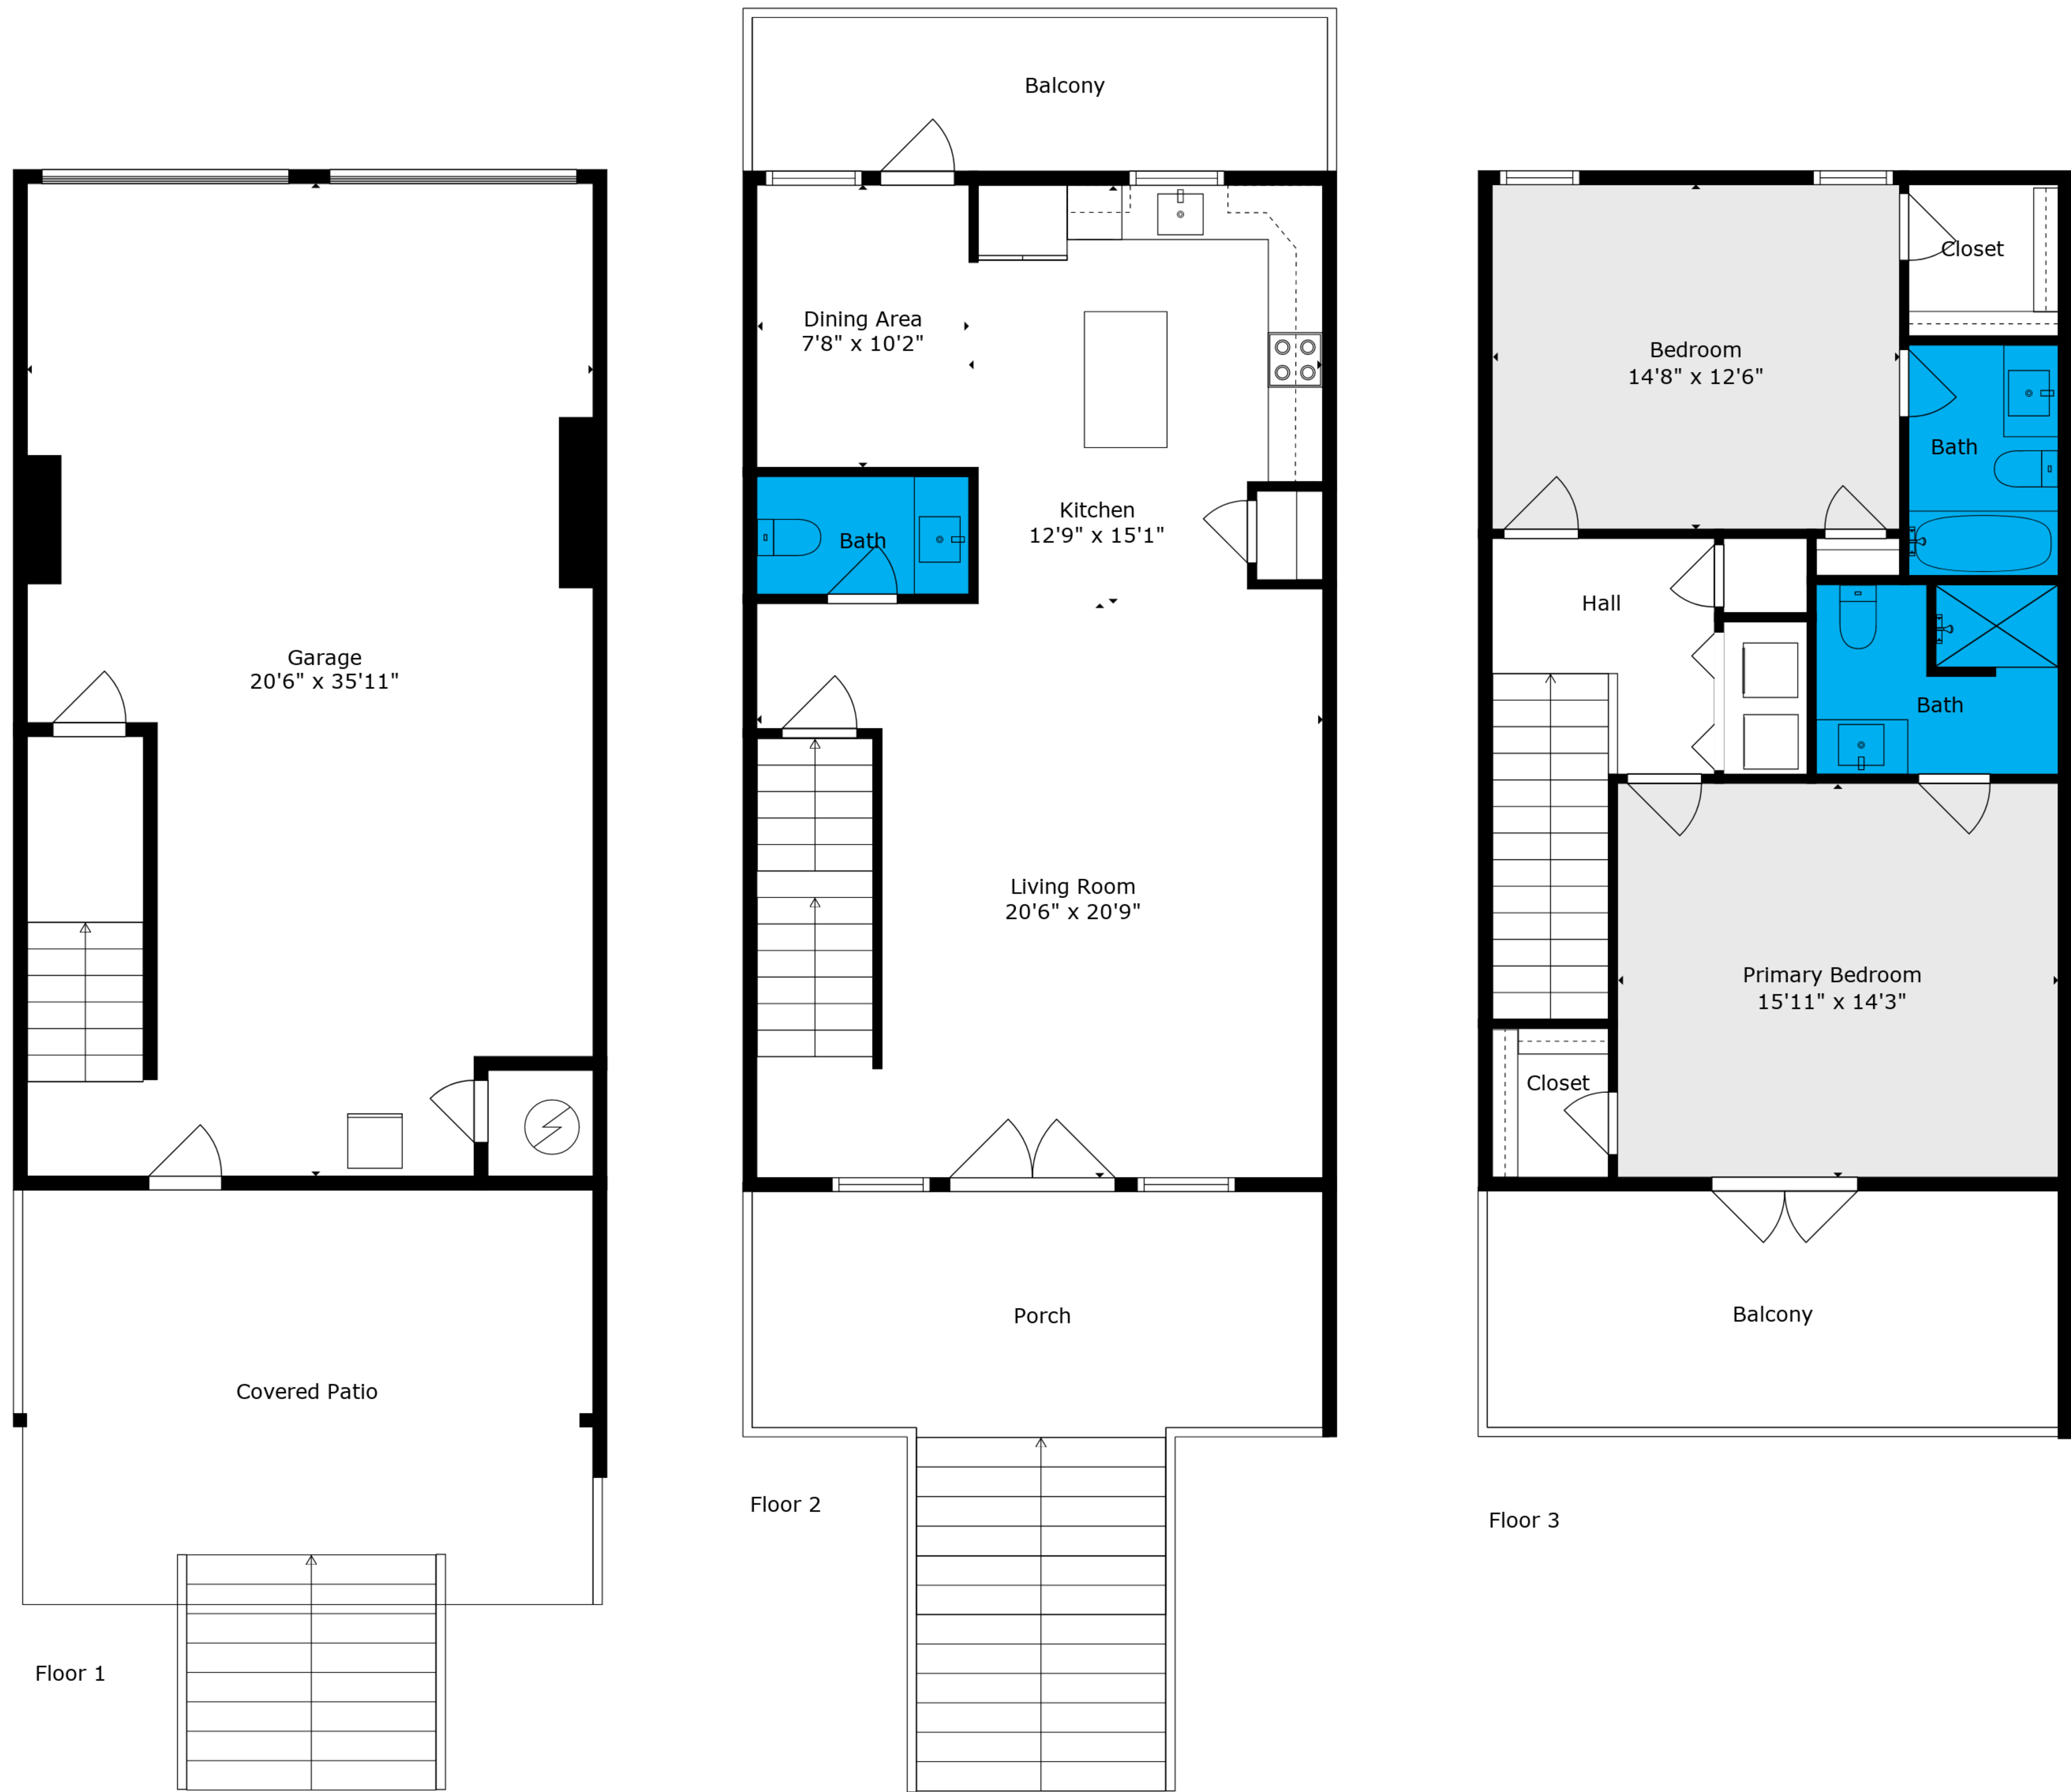 Garage
20'6" x 35'11"
Covered Patio
Floor 1
Balcony
Dining Area
7'8" x 10'2"
Kitchen
12'9" x 15'1"
Bath
Living Room
20'6" x 20'9"
Porch
Floor 2
Bedroom
14'8" x 12'6"
Closet
Bath
Hall
Bath
Primary Bedroom
15'11" x 14'3"
Closet
Balcony
Floor 3